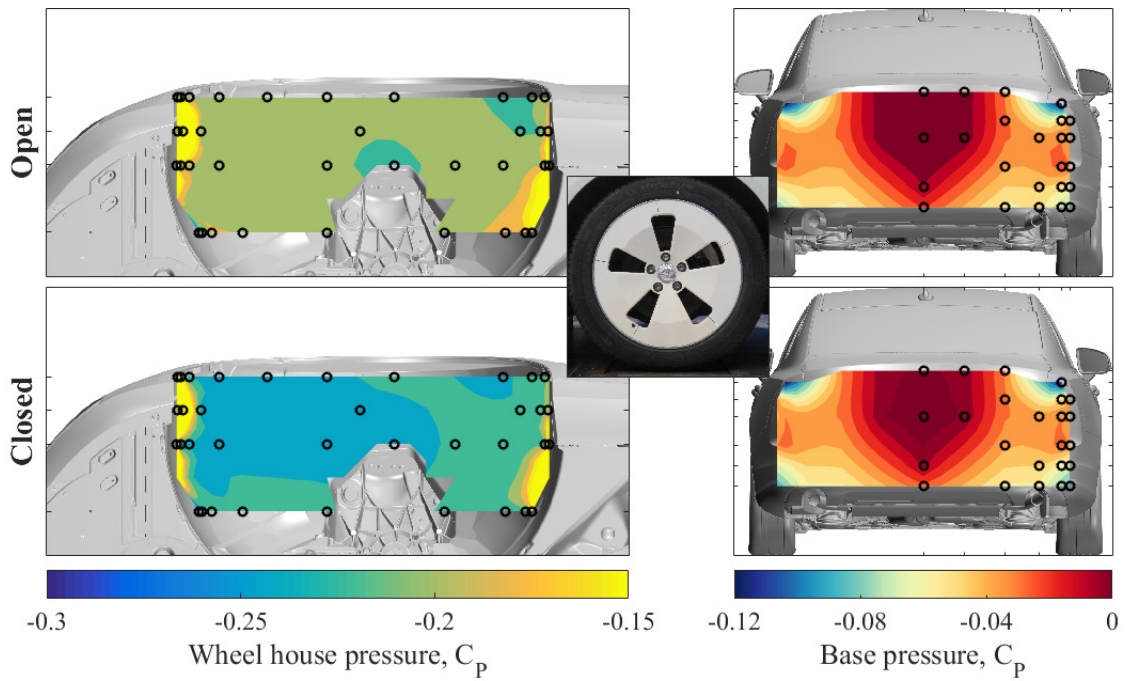 Open
Closed
-0.3 -0.25 -0.2 -0.15
Wheel house pressure, C_P
-0.12 -0.08 -0.04 0
Base pressure, C_P